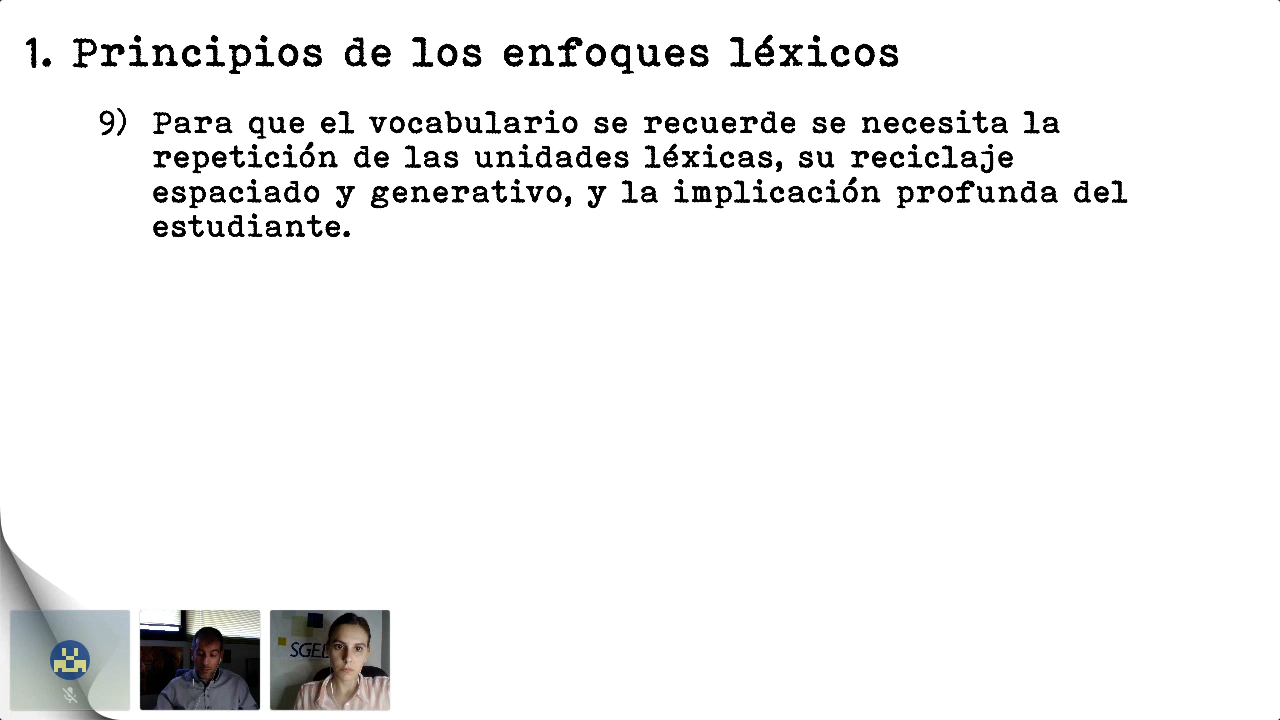 1. Principios de los enfoques léxicos
9) Para que el vocabulario se recuerde se necesita la
repetición de las unidades léxicas, su reciclaje
espaciado y generativo, y la implicación profunda del
estudiante.
SGEL